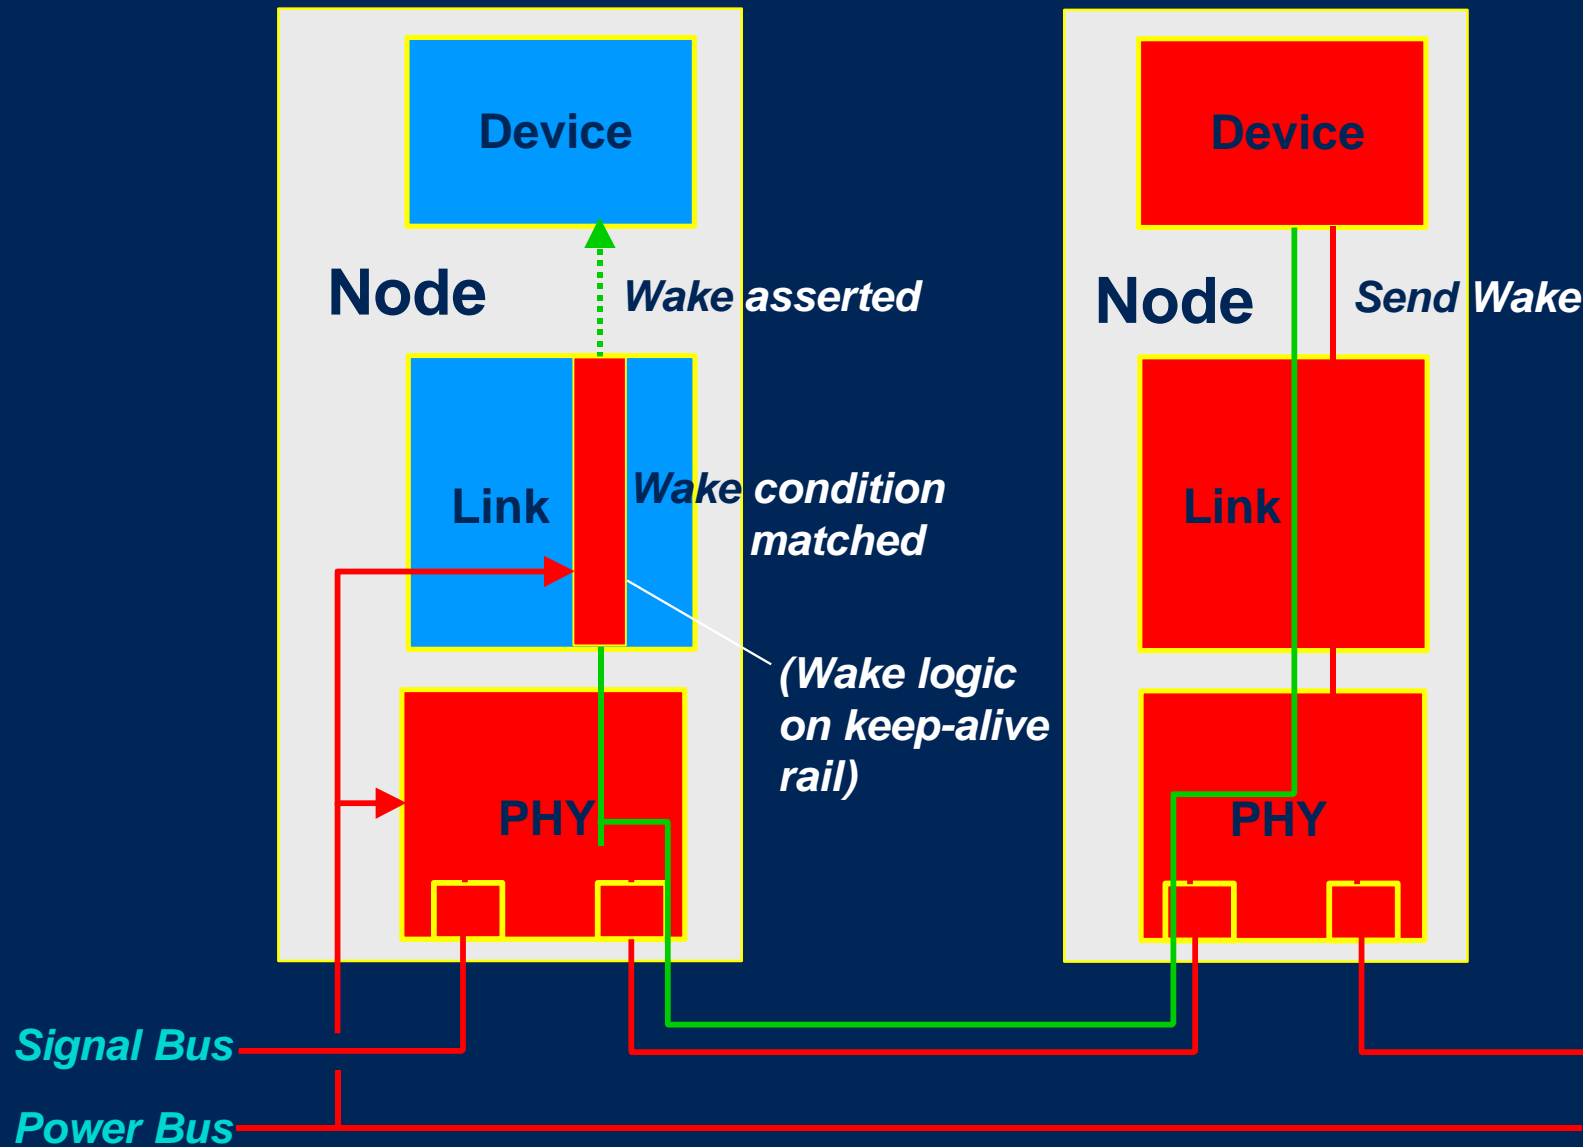 Device
Node
Wake asserted
Link
Wake condition
matched
(Wake logic
on keep-alive
rail)
PHY
Device
Node
Send Wake
Link
PHY
Signal Bus
Power Bus